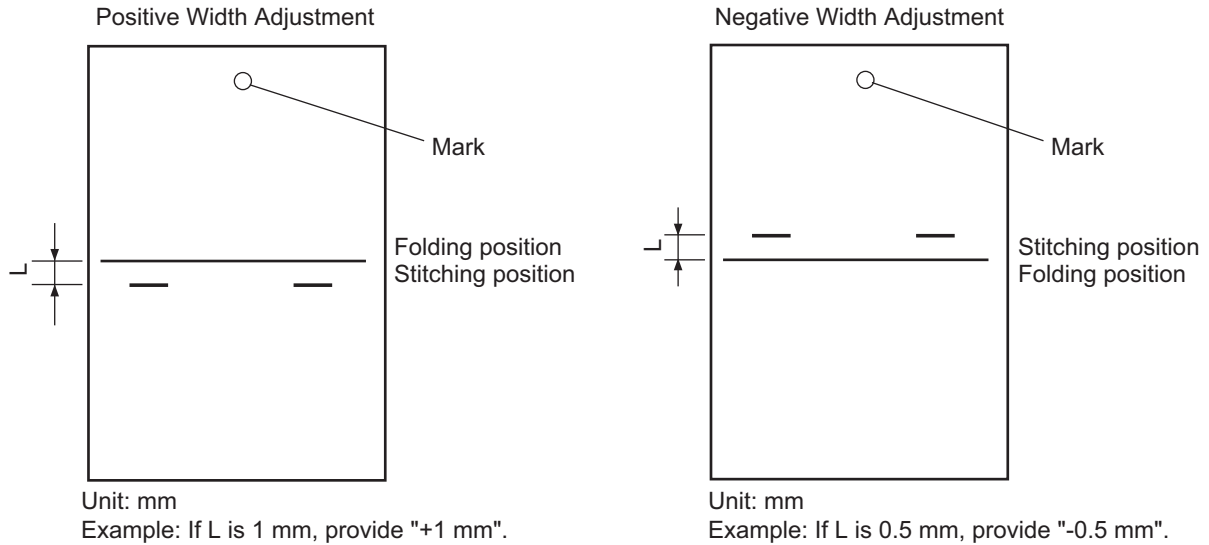 Positive Width Adjustment
Mark
L
Folding position
Stitching position
Unit: mm
Example: If L is 1 mm, provide "+1 mm".
Negative Width Adjustment
Mark
L
Stitching position
Folding position
Unit: mm
Example: If L is 0.5 mm, provide "-0.5 mm".